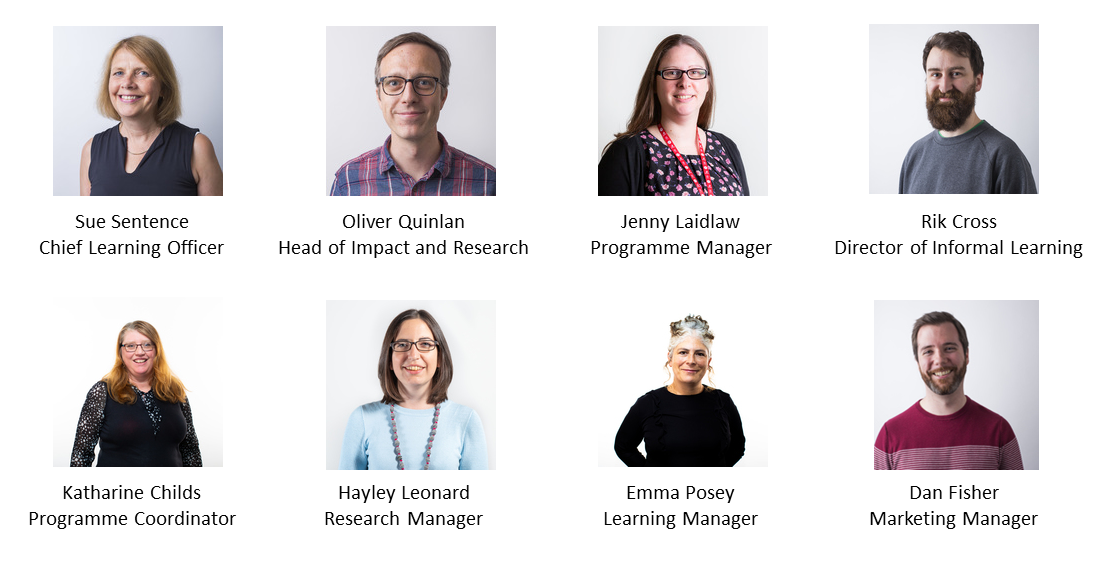 Sue Sentence
Chief Learning Officer
Oliver Quinlan
Head of Impact and Research
Jenny Laidlaw
Programme Manager
Rik Cross
Director of Informal Learning
Katharine Childs
Programme Coordinator
Hayley Leonard
Research Manager
Emma Posey
Learning Manager
Dan Fisher
Marketing Manager